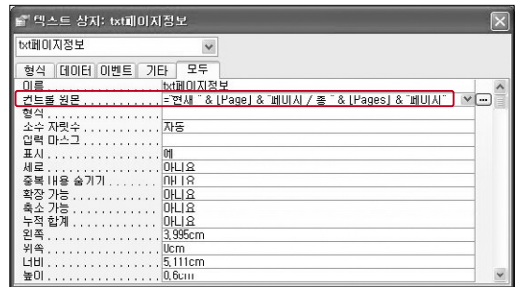 텍스트 상자: txt페이지정보
txt페이지정보
형식 데이터 이벤트 기타 모두
이름 txt페이지정보
컨트롤 원본 ="현재 " & [Page] & "페이지 / 총 " & [Pages] & "페이지"
형식
소수 자릿수 자동
입력 마스크
표시 예
세로 아니요
중복 내용 숨기기 아니요
확장 가능 아니요
축소 가능 아니요
누적 합계 아니요
왼쪽 3.995cm
위쪽 0cm
너비 5.111cm
높이 0.6cm